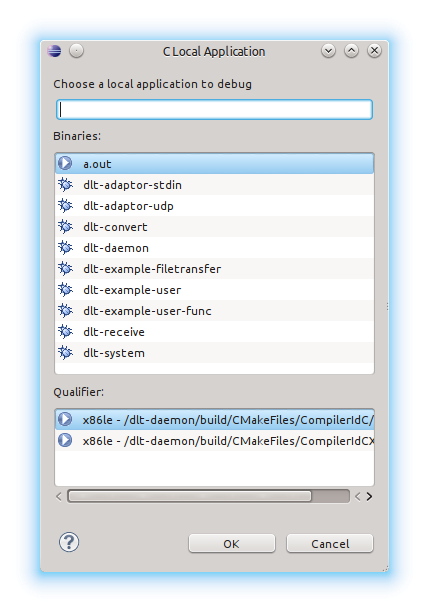 C Local Application
Choose a local application to debug
Binaries:
a.out
dlt-adaptor-stdin
dlt-adaptor-udp
dlt-convert
dlt-daemon
dlt-example-filetransfer
dlt-example-user
dlt-example-user-func
dlt-receive
dlt-system
Qualifier:
x86le - /dlt-daemon/build/CMakeFiles/CompilerIdC/
x86le - /dlt-daemon/build/CMakeFiles/CompilerIdCX
?
OK
Cancel